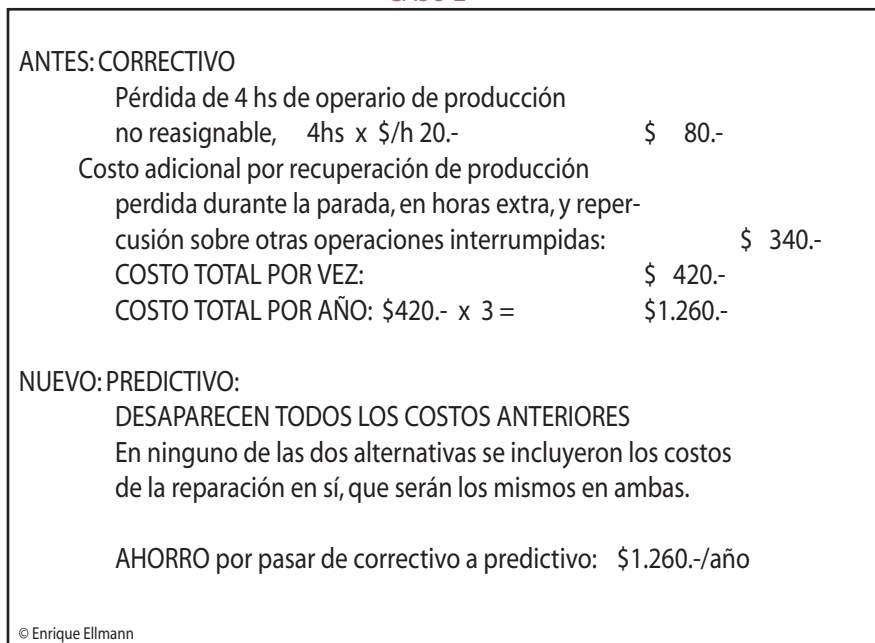 ANTES: CORRECTIVO
Pérdida de 4 hs de operario de producción
no reasignable, 4hs x $/h 20.- $ 80.-
Costo adicional por recuperación de producción
perdida durante la parada, en horas extra, y reper-
cusión sobre otras operaciones interrumpidas: $ 340.-
COSTO TOTAL POR VEZ: $ 420.-
COSTO TOTAL POR AÑO: $420.- x 3 = $1.260.-
NUEVO: PREDICTIVO:
DESAPARECEN TODOS LOS COSTOS ANTERIORES
En ninguno de las dos alternativas se incluyeron los costos
de la reparación en sí, que serán los mismos en ambas.
AHORRO por pasar de correctivo a predictivo: $1.260.-/año
© Enrique Ellmann